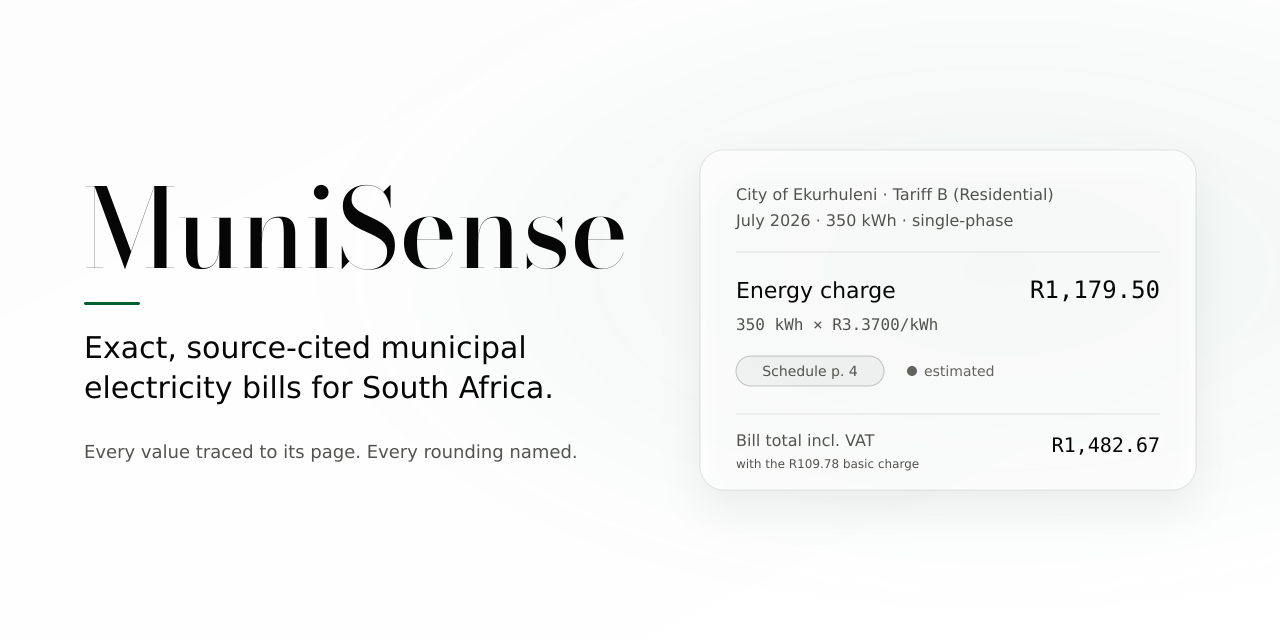 MuniSense
Exact, source-cited municipal
electricity bills for South Africa.
Every value traced to its page. Every rounding named.
City of Ekurhuleni · Tariff B (Residential)
July 2026 · 350 kWh · single-phase
Energy charge R1,179.50
350 kWh × R3.3700/kWh
Schedule p. 4 estimated
Bill total incl. VAT R1,482.67
with the R109.78 basic charge